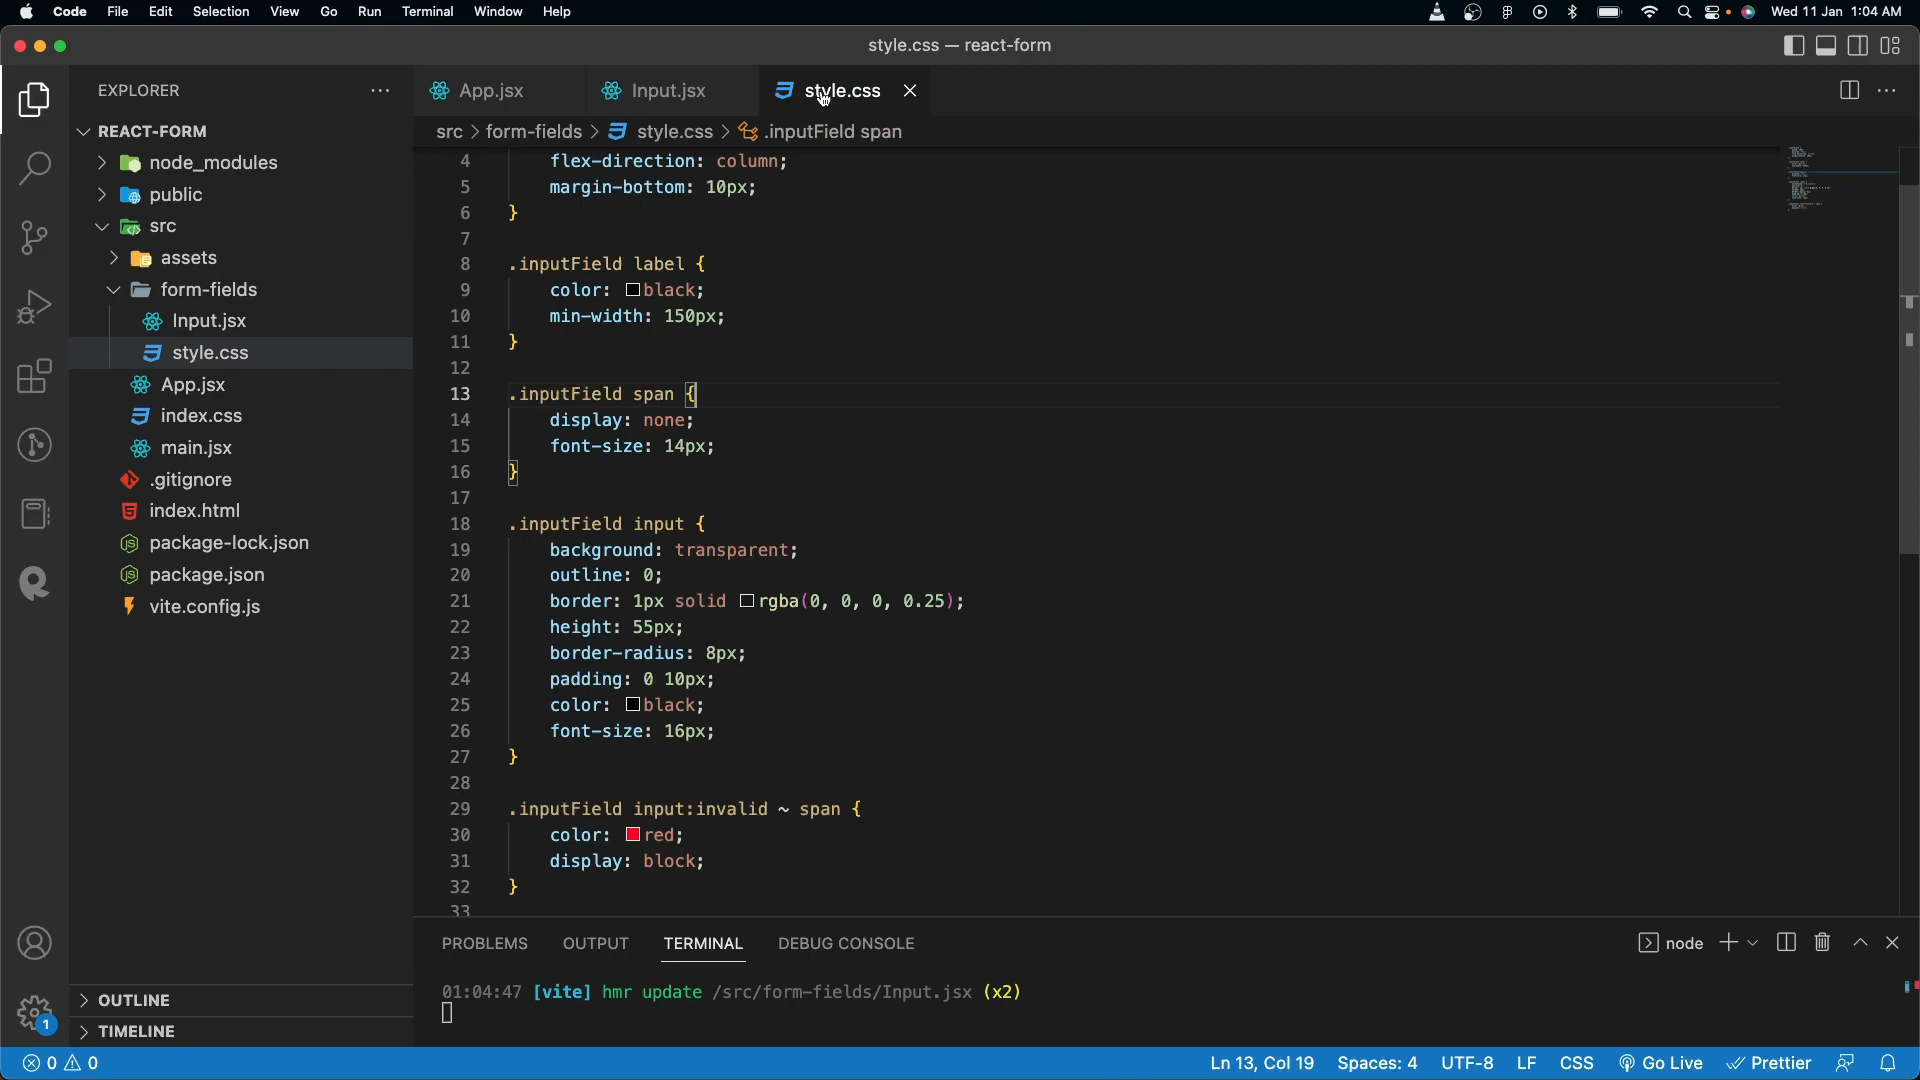 Code File Edit Selection View Go Run Terminal Window Help
Wed 11 Jan 1:04 AM
style.css — react-form
EXPLORER
REACT-FORM
node_modules
public
src
assets
form-fields
Input.jsx
style.css
App.jsx
index.css
main.jsx
.gitignore
index.html
package-lock.json
package.json
vite.config.js
OUTLINE
TIMELINE
1
App.jsx Input.jsx style.css
src > form-fields > style.css > .inputField span
4 flex-direction: column;
5 margin-bottom: 10px;
6 }
7
8 .inputField label {
9 color: black;
10 min-width: 150px;
11 }
12
13 .inputField span {
14 display: none;
15 font-size: 14px;
16 }
17
18 .inputField input {
19 background: transparent;
20 outline: 0;
21 border: 1px solid rgba(0, 0, 0, 0.25);
22 height: 55px;
23 border-radius: 8px;
24 padding: 0 10px;
25 color: black;
26 font-size: 16px;
27 }
28
29 .inputField input:invalid ~ span {
30 color: red;
31 display: block;
32 }
33
PROBLEMS OUTPUT TERMINAL DEBUG CONSOLE
node
01:04:47 [vite] hmr update /src/form-fields/Input.jsx (x2)
0 0
Ln 13, Col 19 Spaces: 4 UTF-8 LF CSS Go Live Prettier